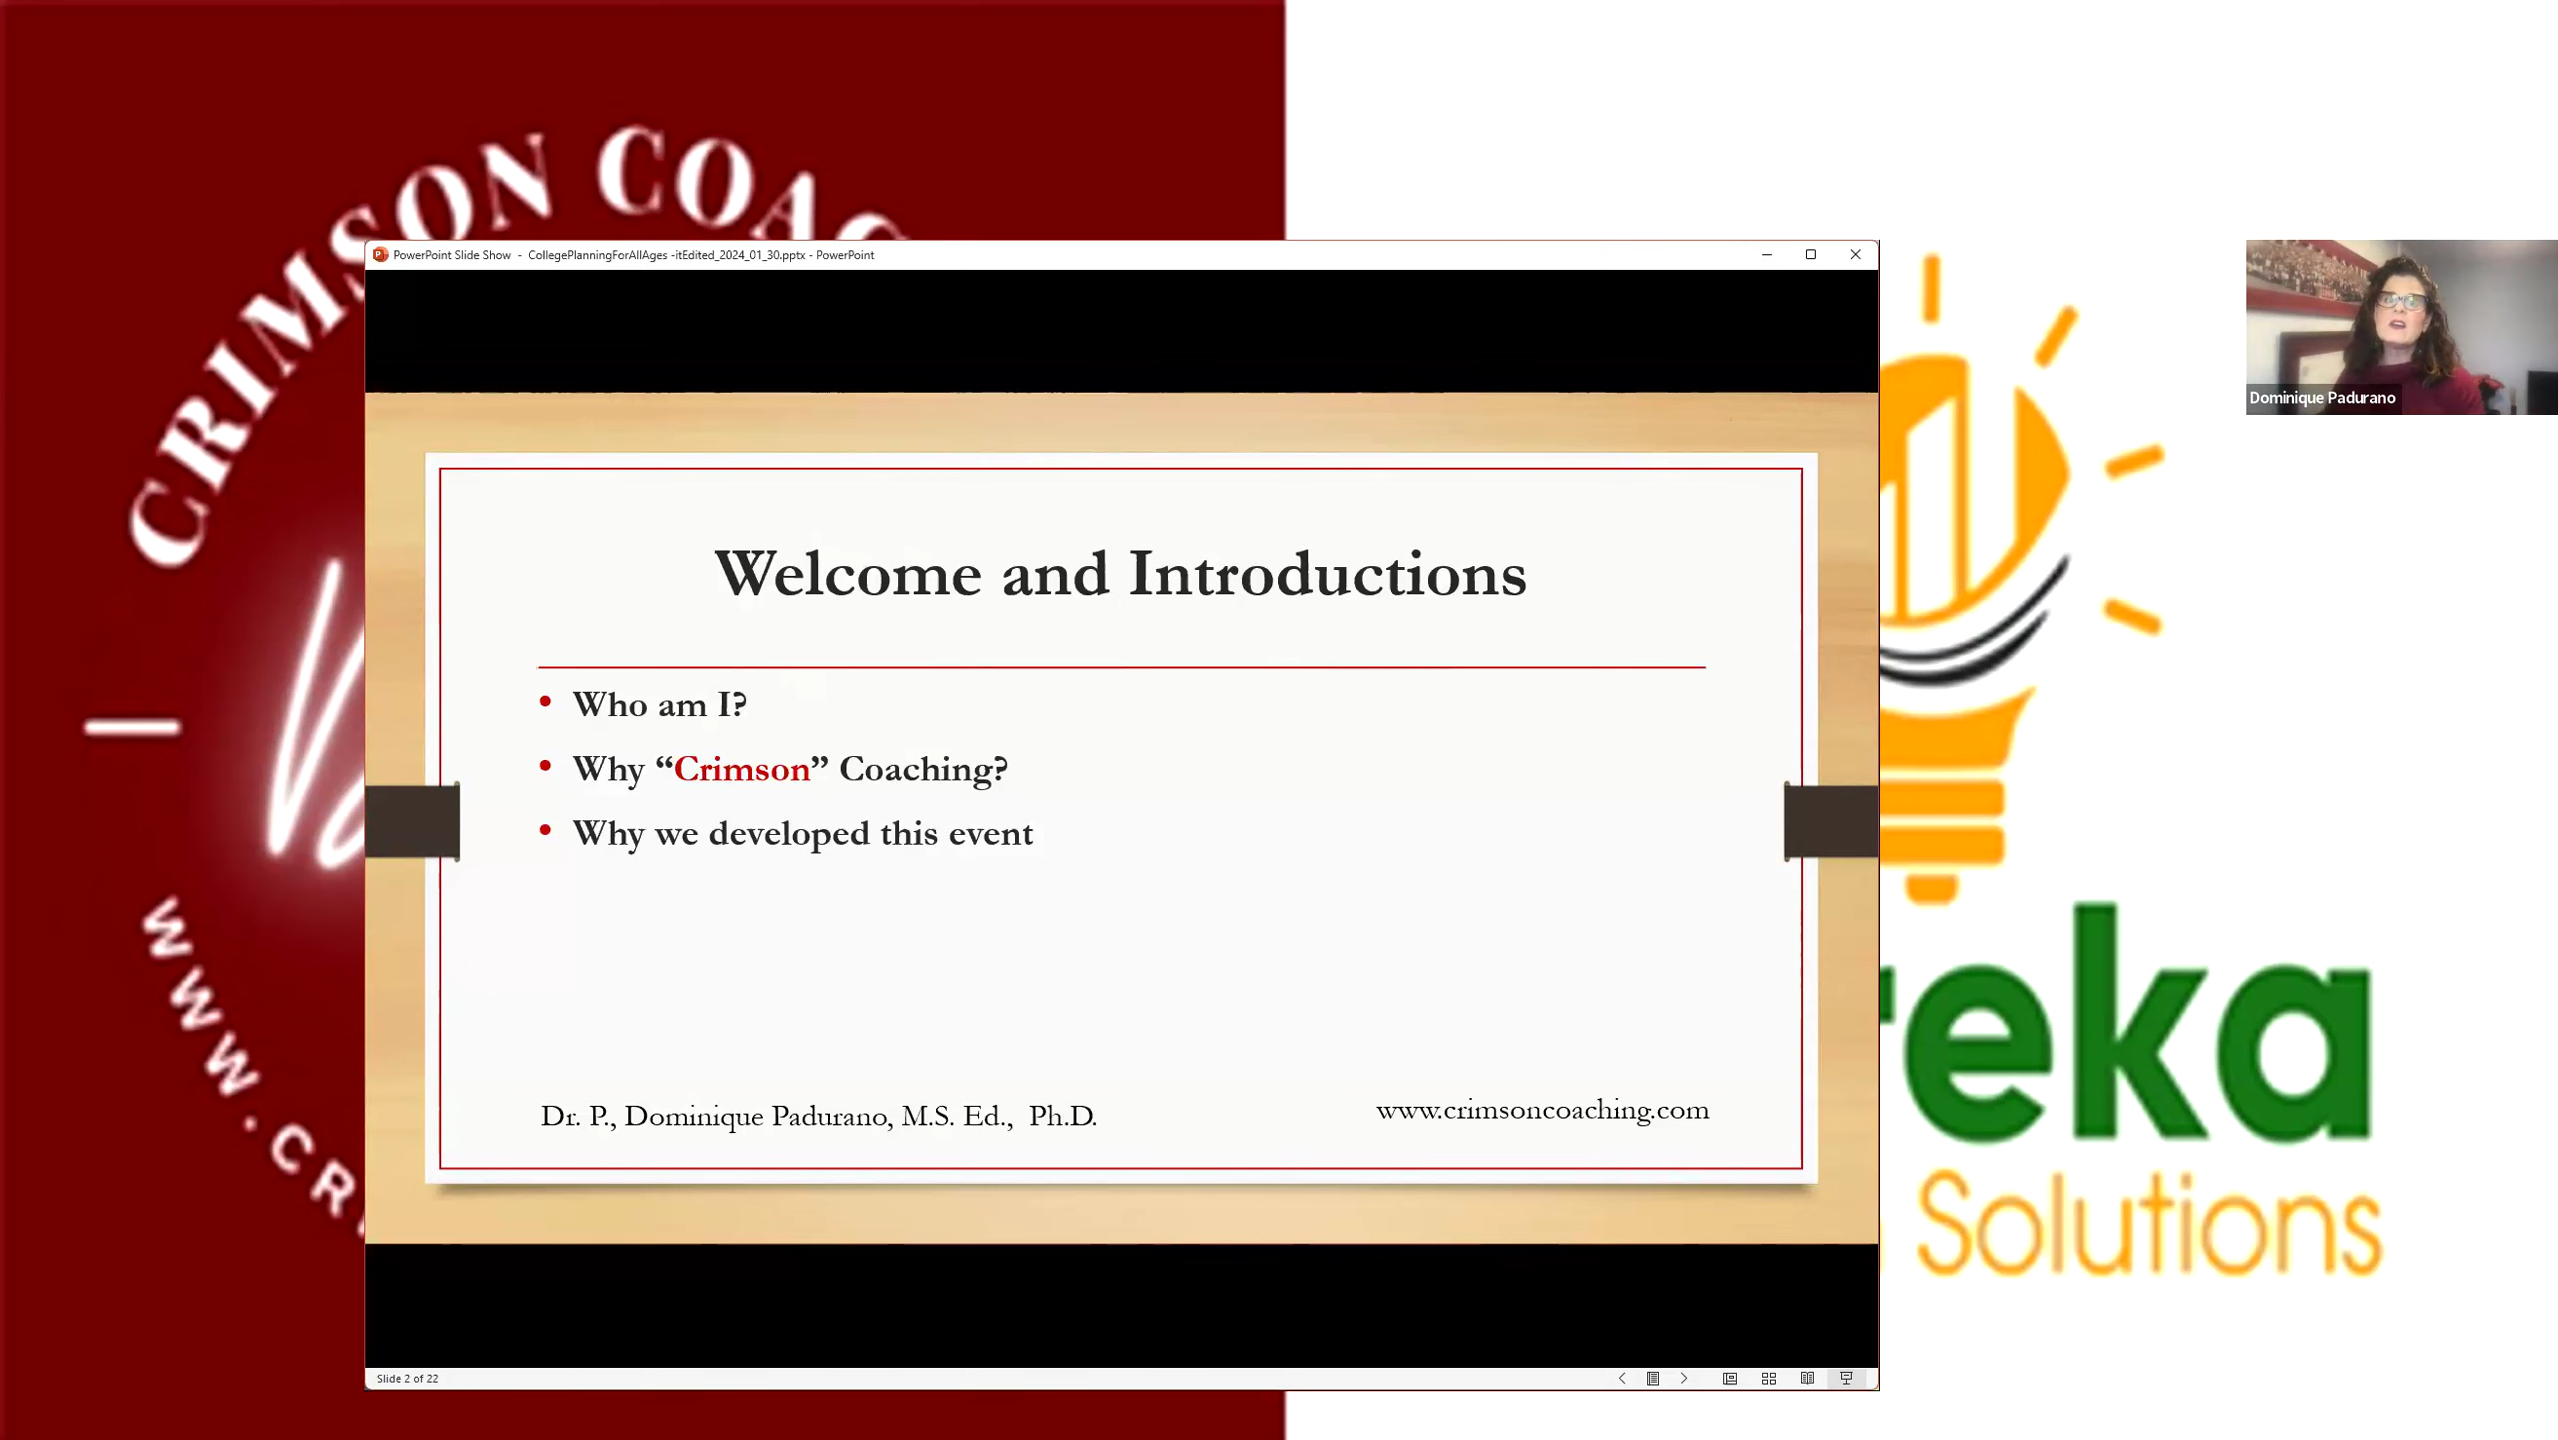 CRIMSON COAC
PowerPoint Slide Show - CollegePlanningForAllAges -itEdited_2024_01_30.pptx - PowerPoint
Dominique Padurano
Welcome and Introductions
• Who am I?
• Why “Crimson” Coaching?
• Why we developed this event
Dr. P., Dominique Padurano, M.S. Ed., Ph.D.
www.crimsoncoaching.com
www.CRI
reka
Solutions
Slide 2 of 22